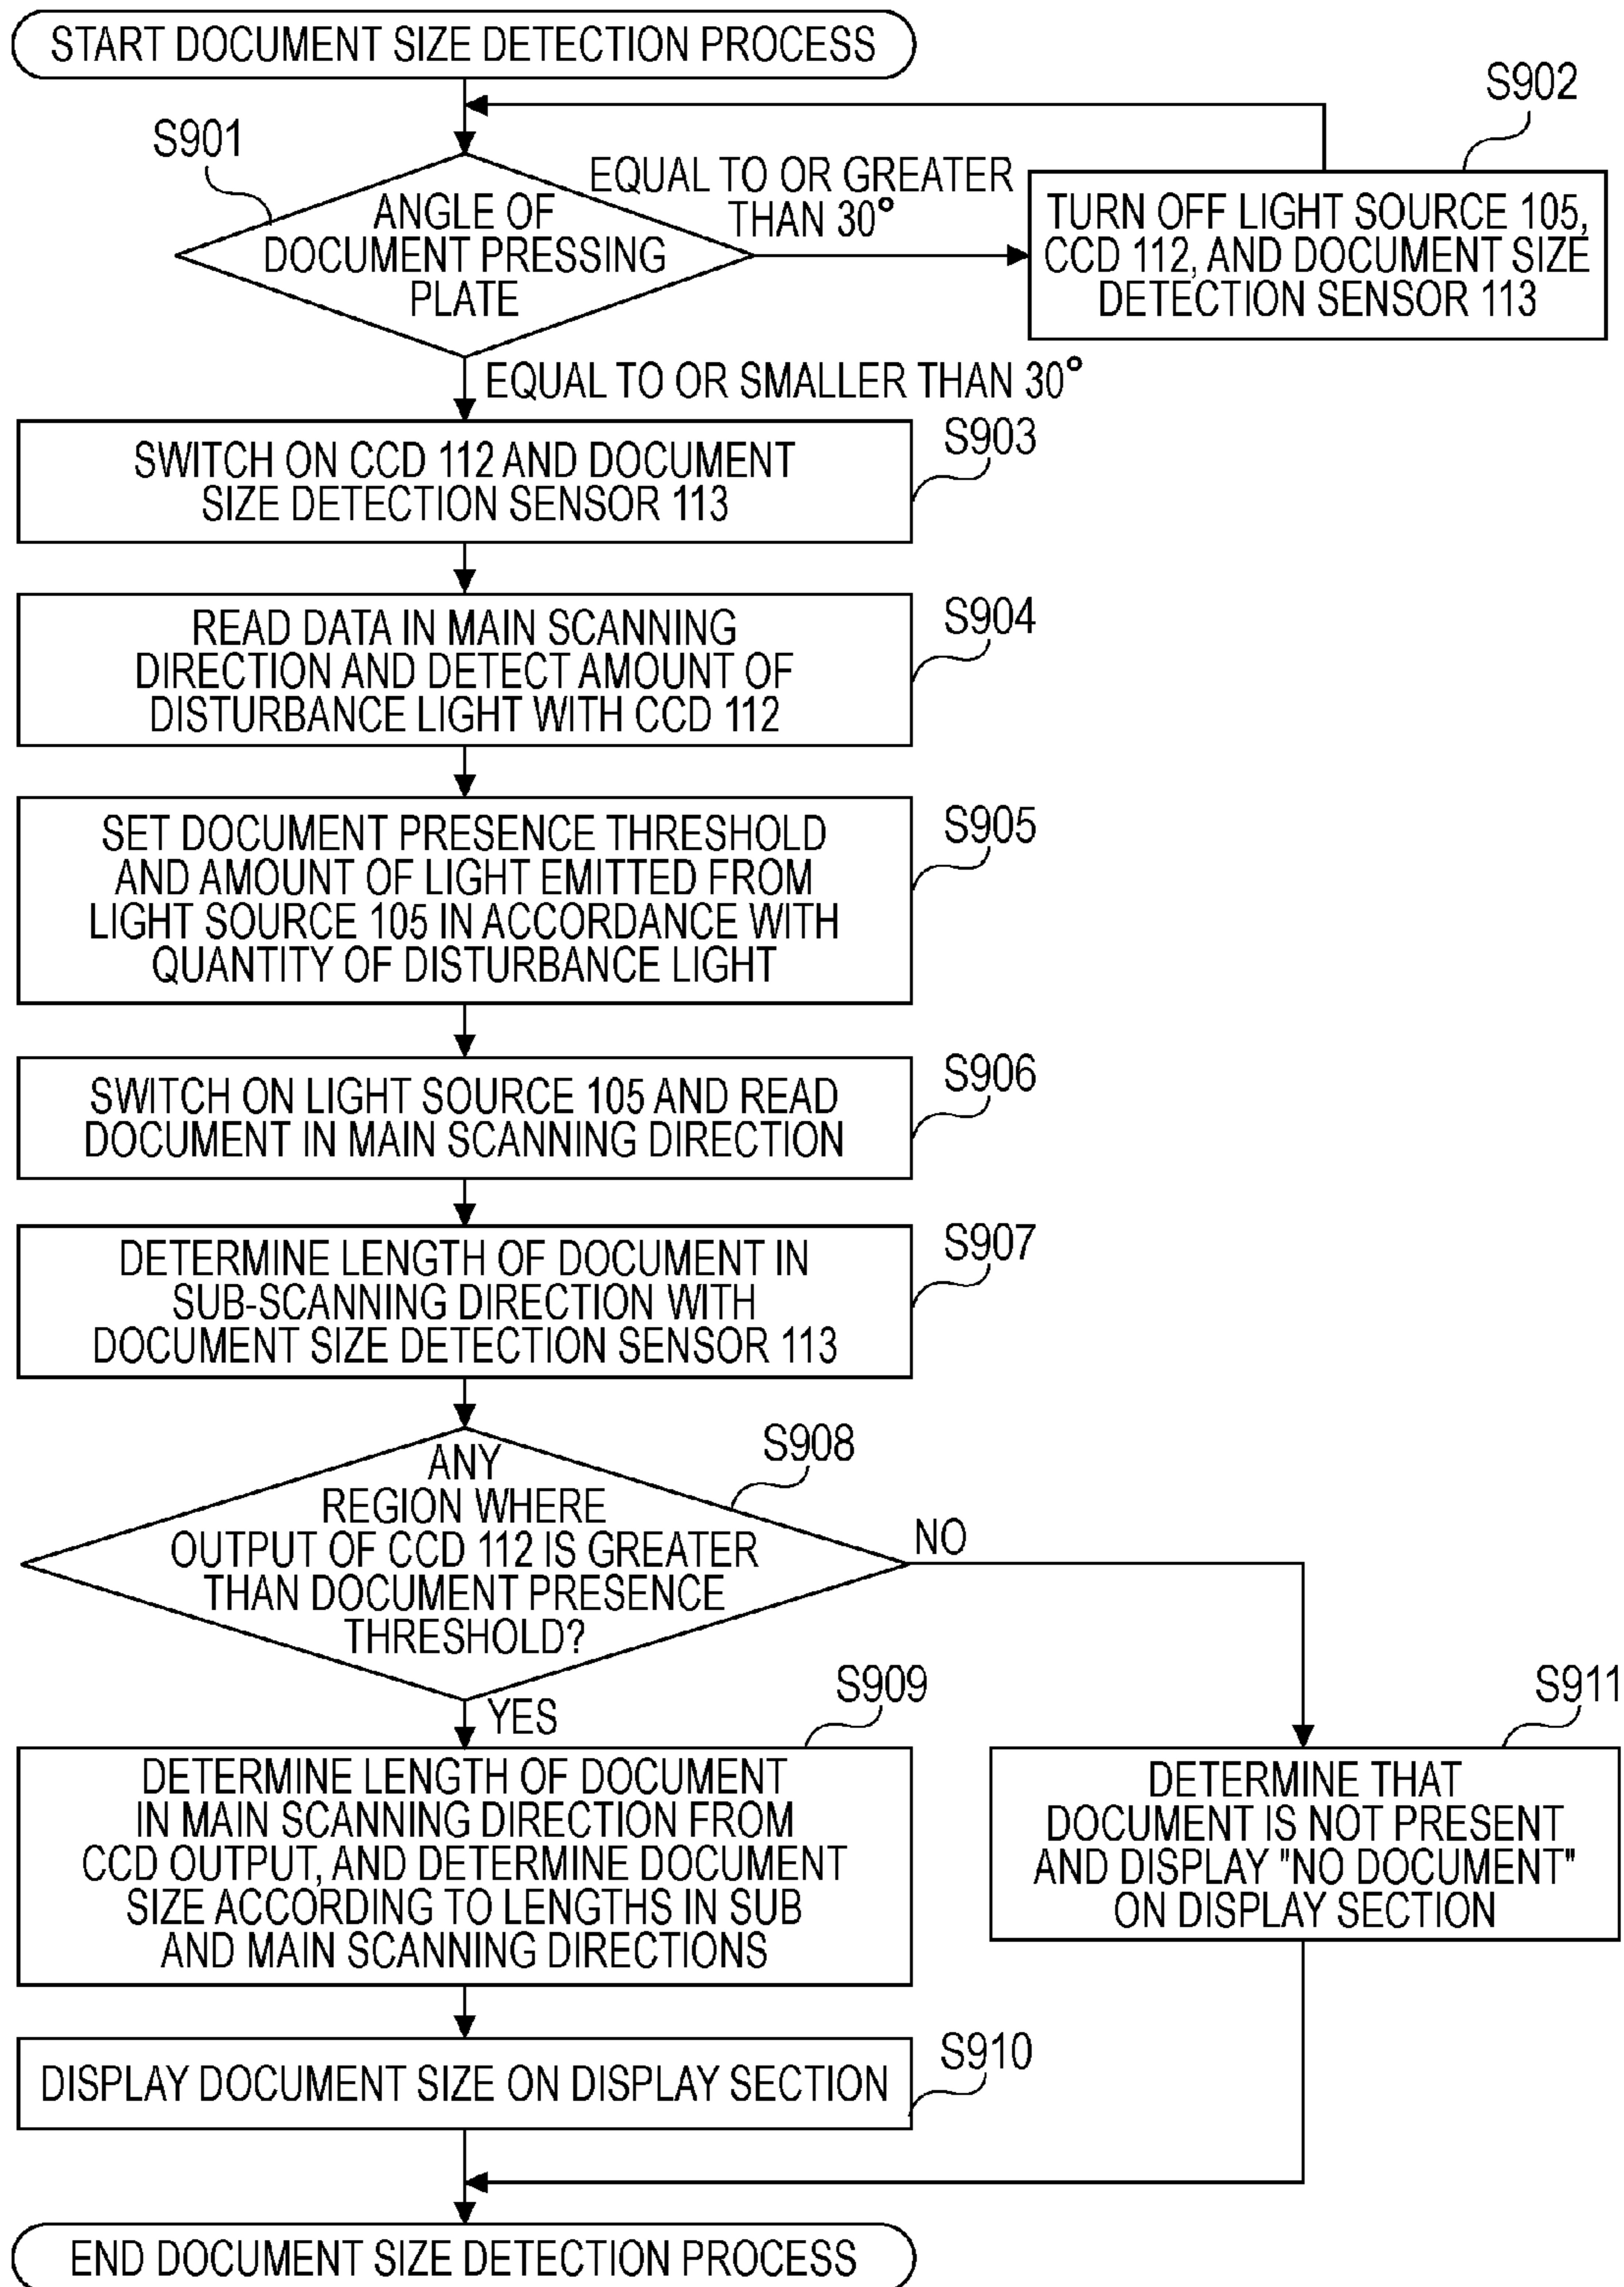 START DOCUMENT SIZE DETECTION PROCESS
S901
ANGLE OF
DOCUMENT PRESSING
PLATE
EQUAL TO OR GREATER
THAN 30°
S902
TURN OFF LIGHT SOURCE 105,
CCD 112, AND DOCUMENT SIZE
DETECTION SENSOR 113
EQUAL TO OR SMALLER THAN 30°
S903
SWITCH ON CCD 112 AND DOCUMENT
SIZE DETECTION SENSOR 113
S904
READ DATA IN MAIN SCANNING
DIRECTION AND DETECT AMOUNT OF
DISTURBANCE LIGHT WITH CCD 112
S905
SET DOCUMENT PRESENCE THRESHOLD
AND AMOUNT OF LIGHT EMITTED FROM
LIGHT SOURCE 105 IN ACCORDANCE WITH
QUANTITY OF DISTURBANCE LIGHT
S906
SWITCH ON LIGHT SOURCE 105 AND READ
DOCUMENT IN MAIN SCANNING DIRECTION
S907
DETERMINE LENGTH OF DOCUMENT IN
SUB-SCANNING DIRECTION WITH
DOCUMENT SIZE DETECTION SENSOR 113
S908
ANY
REGION WHERE
OUTPUT OF CCD 112 IS GREATER
THAN DOCUMENT PRESENCE
THRESHOLD?
NO
YES
S909
DETERMINE LENGTH OF DOCUMENT
IN MAIN SCANNING DIRECTION FROM
CCD OUTPUT, AND DETERMINE DOCUMENT
SIZE ACCORDING TO LENGTHS IN SUB
AND MAIN SCANNING DIRECTIONS
S911
DETERMINE THAT
DOCUMENT IS NOT PRESENT
AND DISPLAY "NO DOCUMENT"
ON DISPLAY SECTION
S910
DISPLAY DOCUMENT SIZE ON DISPLAY SECTION
END DOCUMENT SIZE DETECTION PROCESS